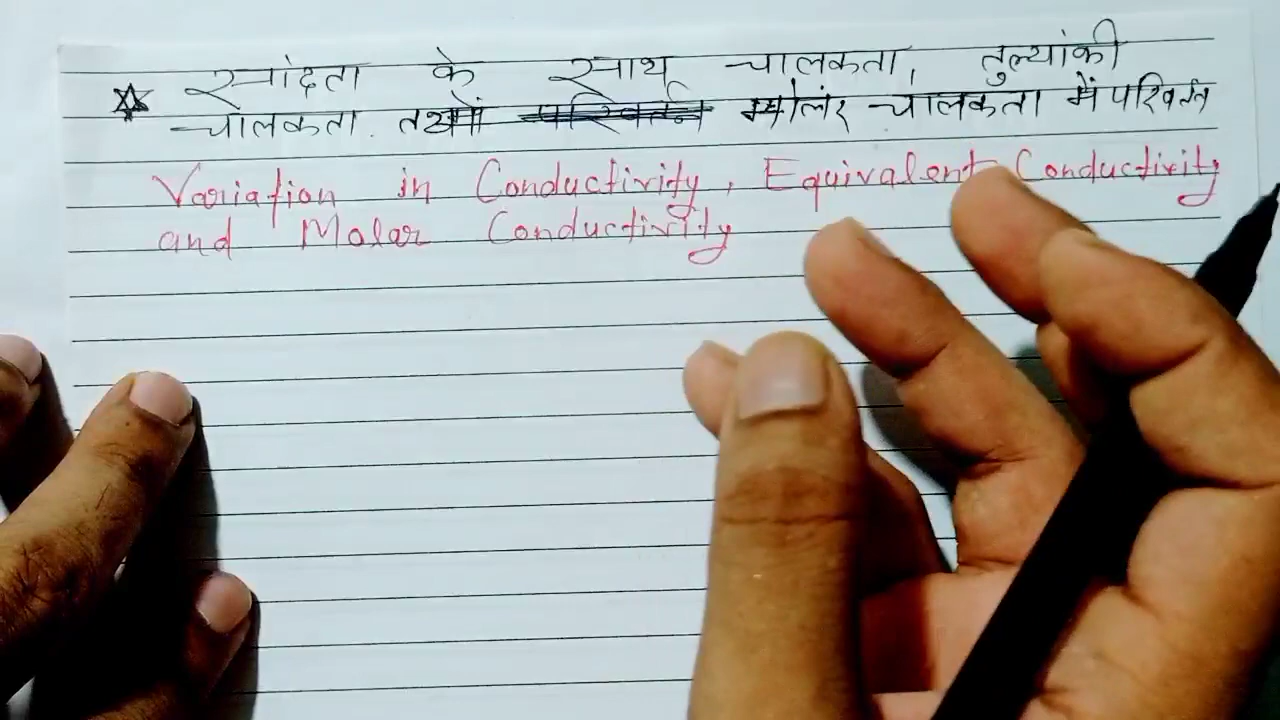 सांद्रता के साथ चालकता, तुल्यांकी
चालकता तथा मोलर चालकता में परिवर्तन
Variation in Conductivity, Equivalent Conductivity
and Molar Conductivity